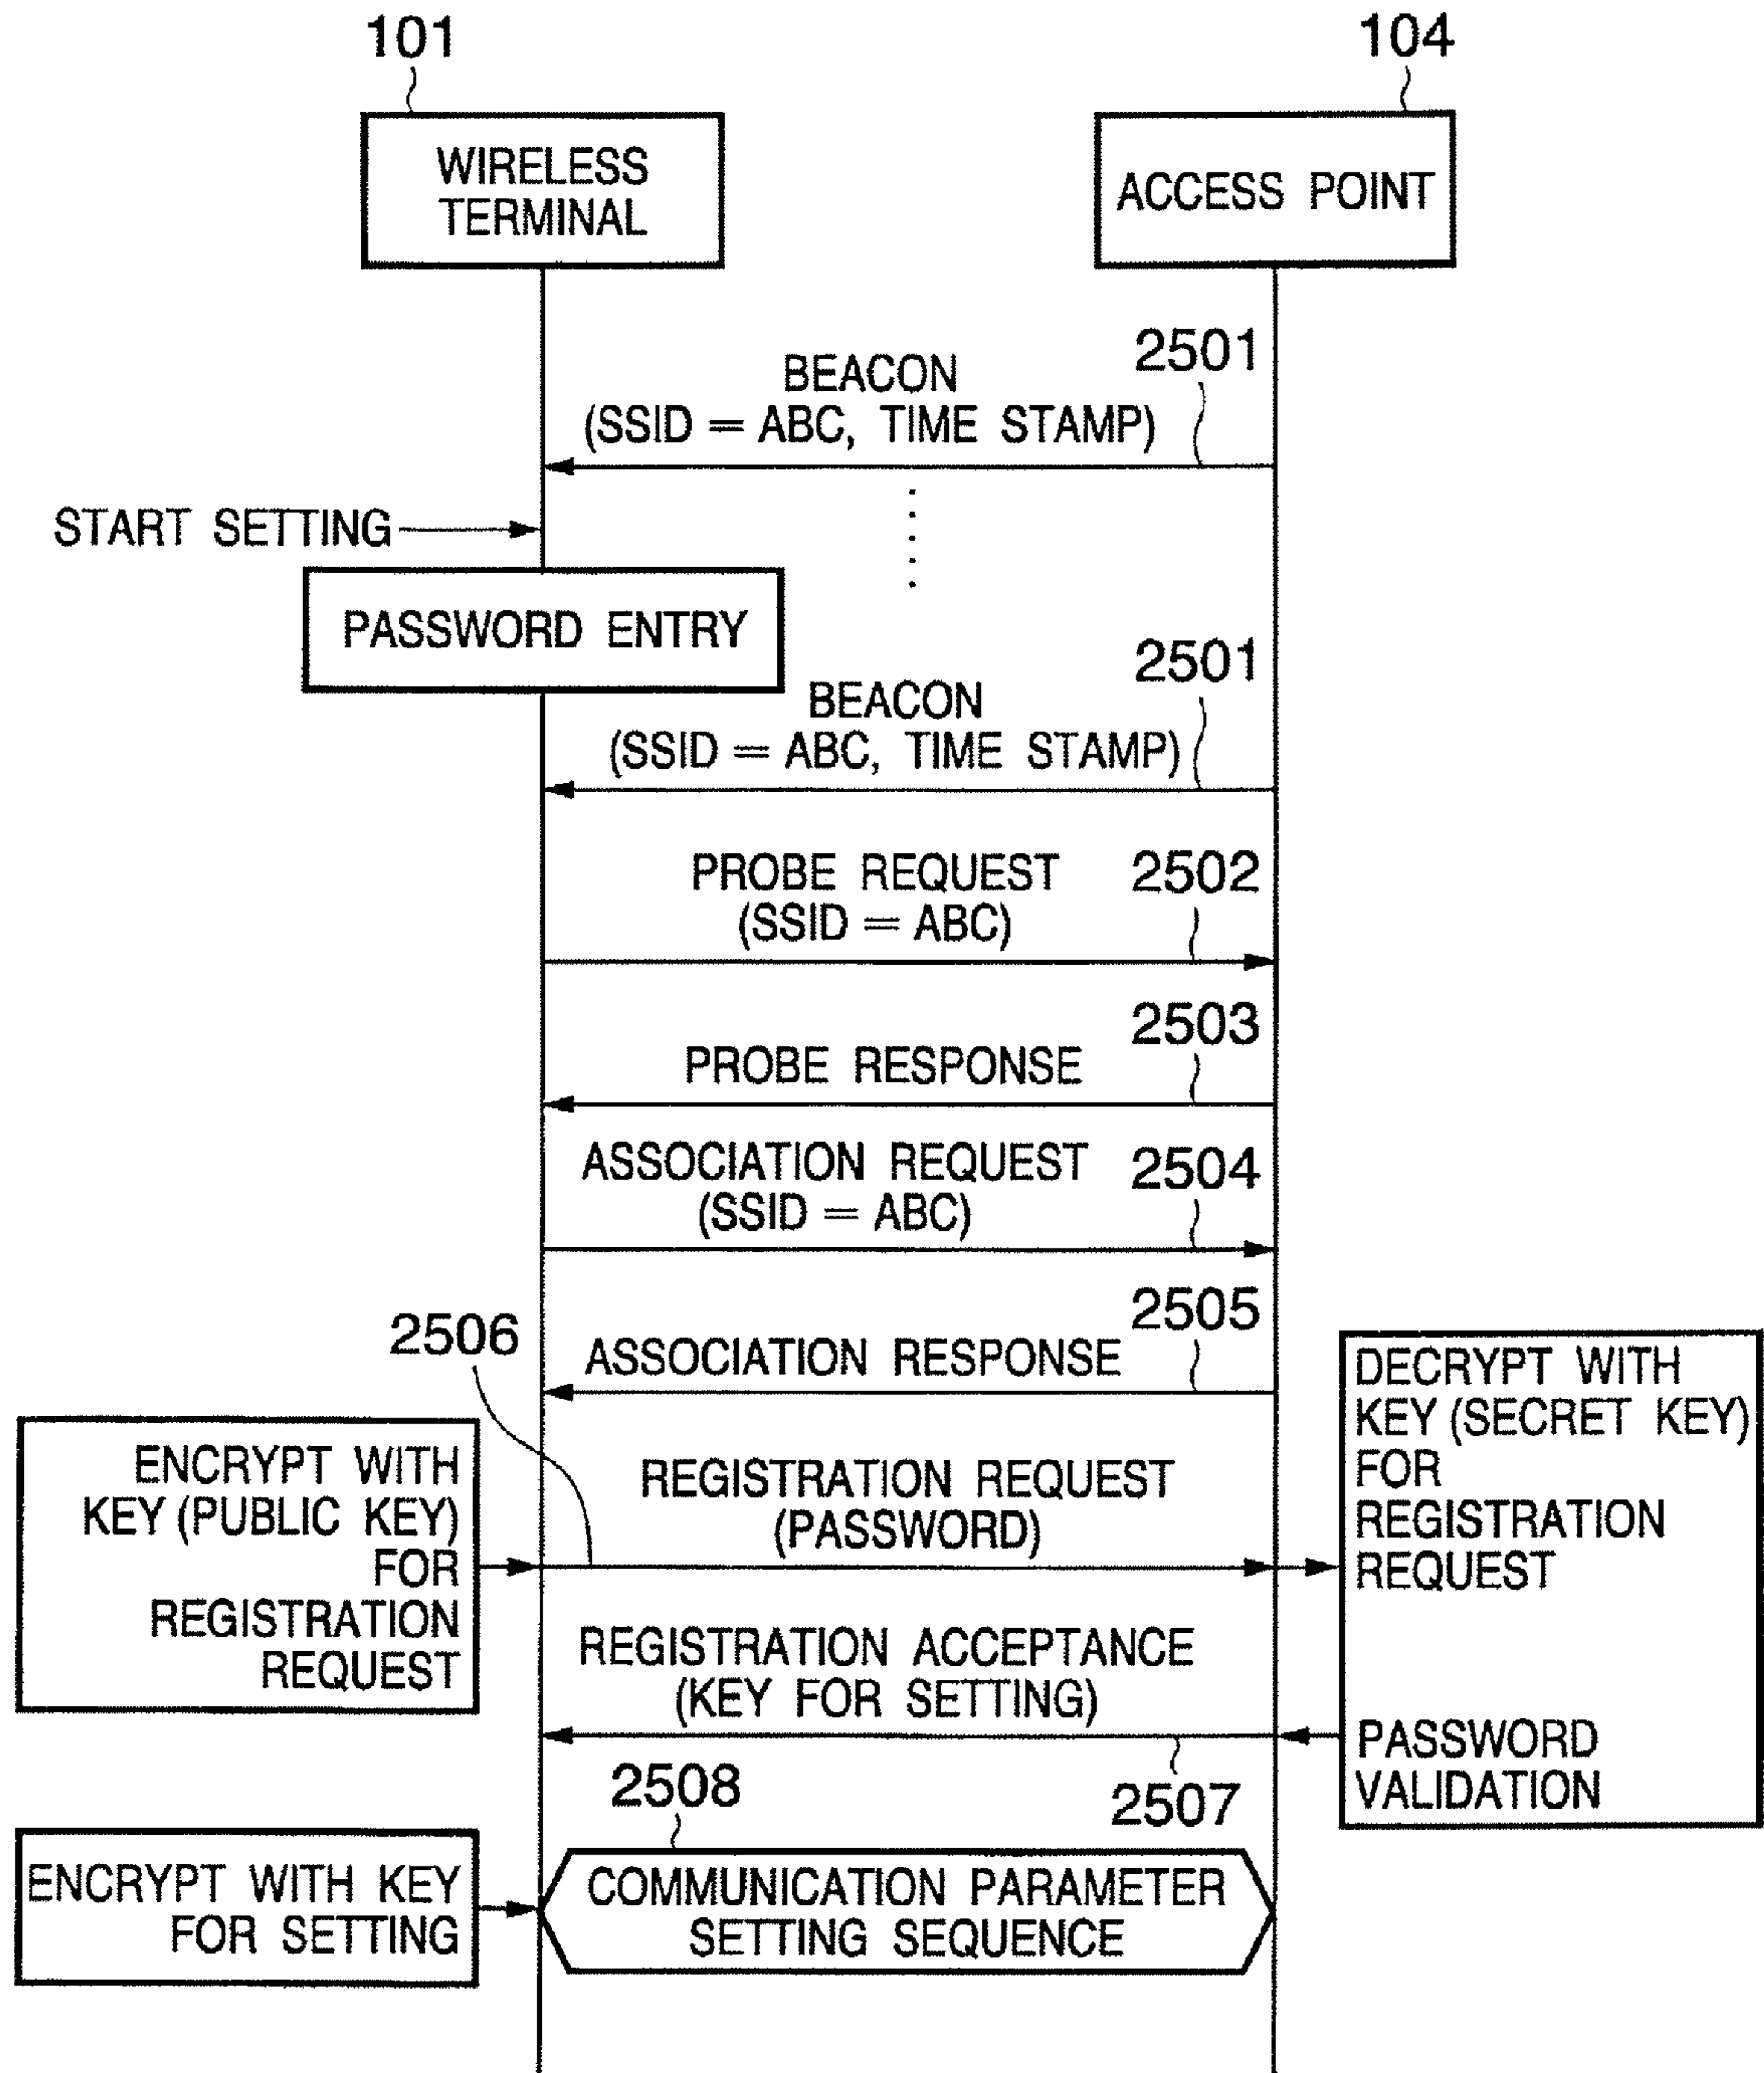 101
104
WIRELESS
TERMINAL
ACCESS POINT
2501
BEACON
(SSID = ABC, TIME STAMP)
START SETTING
PASSWORD ENTRY
2501
BEACON
(SSID = ABC, TIME STAMP)
PROBE REQUEST
(SSID = ABC)
2502
2503
PROBE RESPONSE
ASSOCIATION REQUEST
(SSID = ABC)
2504
2505
ASSOCIATION RESPONSE
2506
ENCRYPT WITH
KEY (PUBLIC KEY)
FOR
REGISTRATION
REQUEST
REGISTRATION REQUEST
(PASSWORD)
DECRYPT WITH
KEY (SECRET KEY)
FOR
REGISTRATION
REQUEST
REGISTRATION ACCEPTANCE
(KEY FOR SETTING)
PASSWORD
VALIDATION
2507
2508
ENCRYPT WITH KEY
FOR SETTING
COMMUNICATION PARAMETER
SETTING SEQUENCE